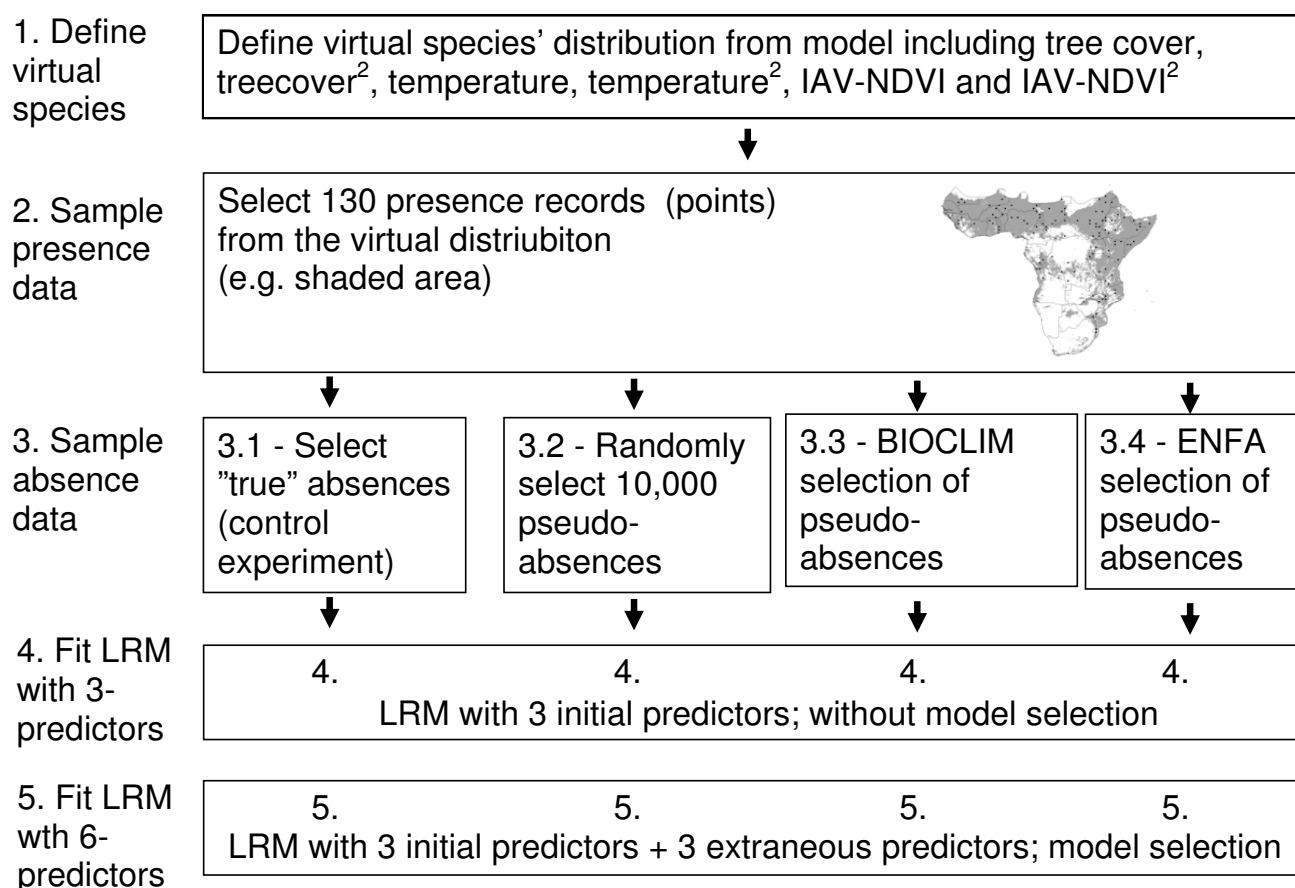 1. Define
virtual
species
Define virtual species’ distribution from model including tree cover,
treecover², temperature, temperature², IAV-NDVI and IAV-NDVI²
2. Sample
presence
data
Select 130 presence records (points)
from the virtual distriubiton
(e.g. shaded area)
3. Sample
absence
data
3.1 - Select
”true” absences
(control
experiment)
3.2 - Randomly
select 10,000
pseudo-
absences
3.3 - BIOCLIM
selection of
pseudo-
absences
3.4 - ENFA
selection of
pseudo-
absences
4. Fit LRM
with 3-
predictors
4. 4. 4. 4.
LRM with 3 initial predictors; without model selection
5. Fit LRM
wth 6-
predictors
5. 5. 5. 5.
LRM with 3 initial predictors + 3 extraneous predictors; model selection